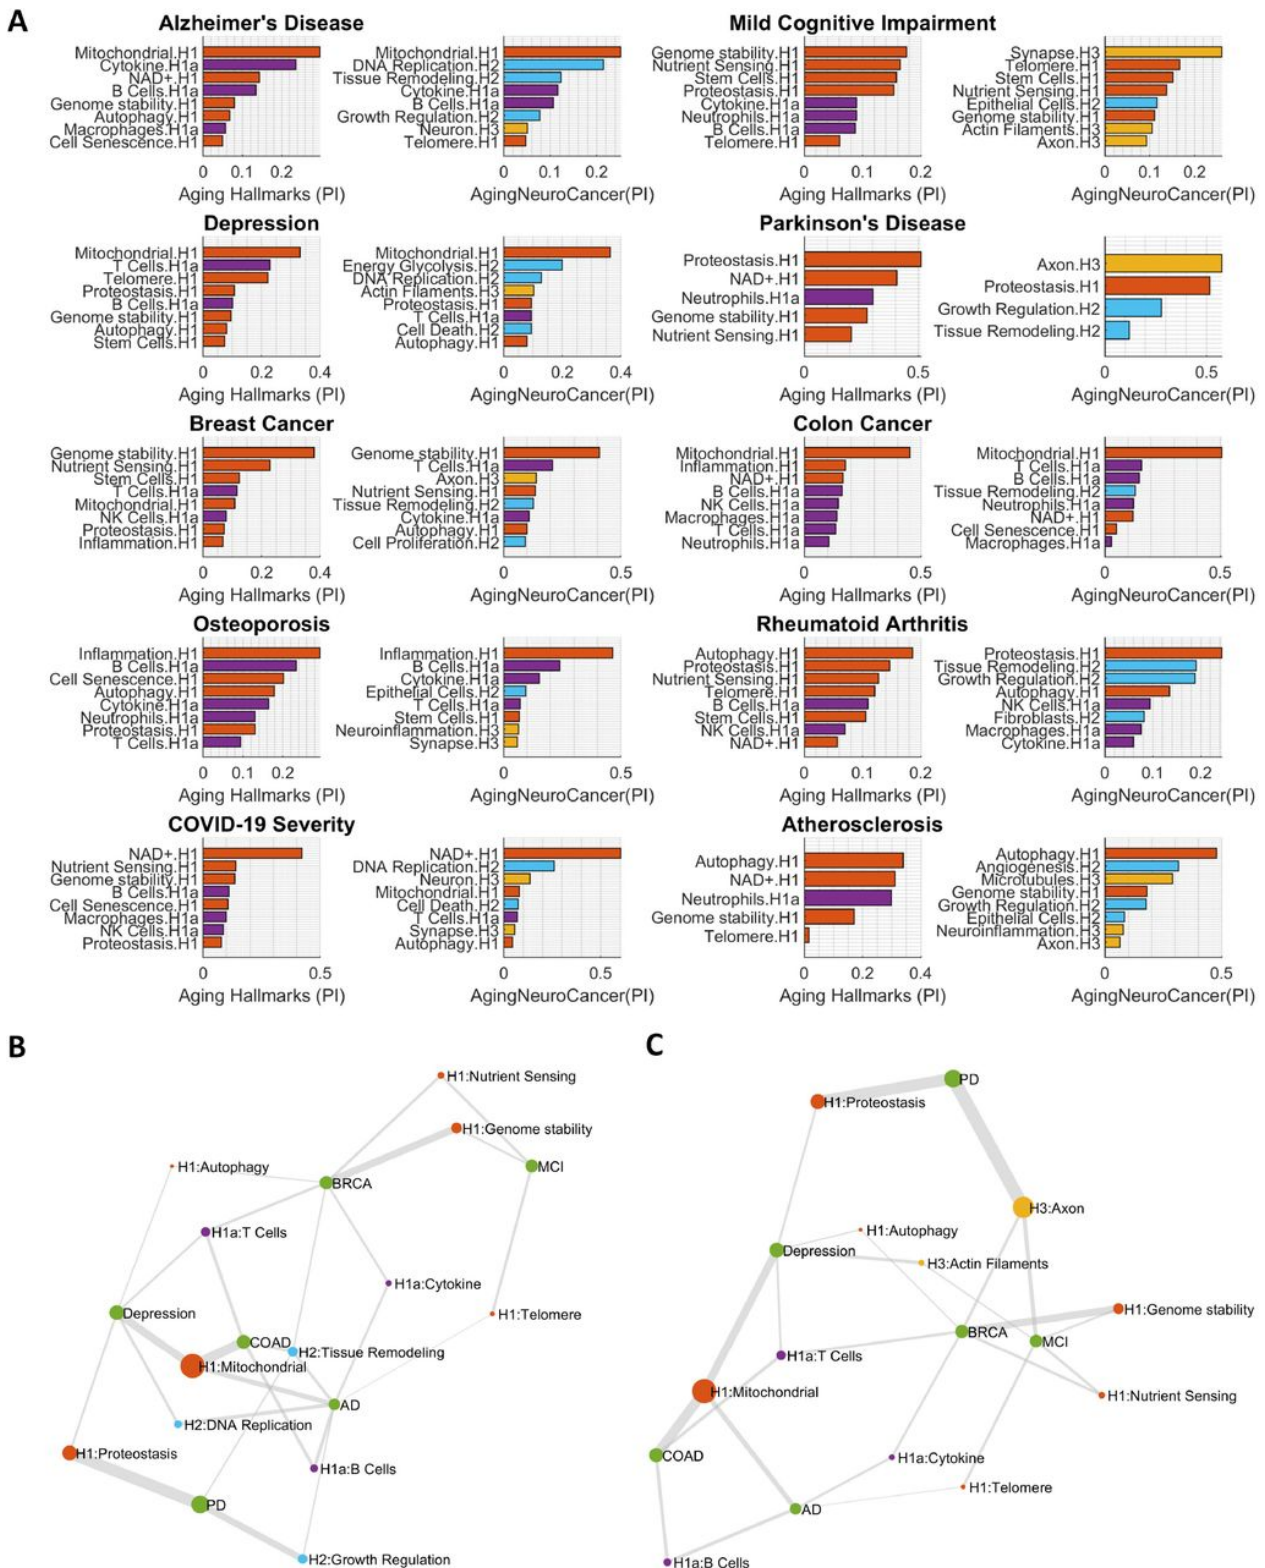 A
Alzheimer's Disease
Mitochondrial.H1
Cytokine.H1a
NAD+.H1
B Cells.H1a
Genome stability.H1
Autophagy.H1
Macrophages.H1a
Cell Senescence.H1
0 0.1 0.2
Aging Hallmarks (PI)
Mitochondrial.H1
DNA Replication.H2
Tissue Remodeling.H2
Cytokine.H1a
B Cells.H1a
Growth Regulation.H2
Neuron.H3
Telomere.H1
0 0.1 0.2
AgingNeuroCancer(PI)
Mild Cognitive Impairment
Genome stability.H1
Nutrient Sensing.H1
Stem Cells.H1
Proteostasis.H1
Cytokine.H1a
Neutrophils.H1a
B Cells.H1a
Telomere.H1
0 0.1 0.2
Aging Hallmarks (PI)
Synapse.H3
Telomere.H1
Stem Cells.H1
Nutrient Sensing.H1
Epithelial Cells.H2
Genome stability.H1
Actin Filaments.H3
Axon.H3
0 0.1 0.2
AgingNeuroCancer(PI)
Depression
Mitochondrial.H1
T Cells.H1a
Telomere.H1
Proteostasis.H1
B Cells.H1a
Genome stability.H1
Autophagy.H1
Stem Cells.H1
0 0.2 0.4
Aging Hallmarks (PI)
Mitochondrial.H1
Energy Glycolysis.H2
DNA Replication.H2
Actin Filaments.H3
Proteostasis.H1
T Cells.H1a
Cell Death.H2
Autophagy.H1
0 0.2 0.4
AgingNeuroCancer(PI)
Parkinson's Disease
Proteostasis.H1
NAD+.H1
Neutrophils.H1a
Genome stability.H1
Nutrient Sensing.H1
0 0.5
Aging Hallmarks (PI)
Axon.H3
Proteostasis.H1
Growth Regulation.H2
Tissue Remodeling.H2
0 0.5
AgingNeuroCancer(PI)
Breast Cancer
Genome stability.H1
Nutrient Sensing.H1
Stem Cells.H1
T Cells.H1a
Mitochondrial.H1
NK Cells.H1a
Proteostasis.H1
Inflammation.H1
0 0.2 0.4
Aging Hallmarks (PI)
Genome stability.H1
T Cells.H1a
Axon.H3
Nutrient Sensing.H1
Tissue Remodeling.H2
Cytokine.H1a
Autophagy.H1
Cell Proliferation.H2
0 0.5
AgingNeuroCancer(PI)
Colon Cancer
Mitochondrial.H1
Inflammation.H1
NAD+.H1
B Cells.H1a
NK Cells.H1a
Macrophages.H1a
T Cells.H1a
Neutrophils.H1a
0 0.2 0.4
Aging Hallmarks (PI)
Mitochondrial.H1
T Cells.H1a
B Cells.H1a
Tissue Remodeling.H2
Neutrophils.H1a
NAD+.H1
Cell Senescence.H1
Macrophages.H1a
0 0.5
AgingNeuroCancer(PI)
Osteoporosis
Inflammation.H1
B Cells.H1a
Cell Senescence.H1
Autophagy.H1
Cytokine.H1a
Neutrophils.H1a
Proteostasis.H1
T Cells.H1a
0 0.1 0.2
Aging Hallmarks (PI)
Inflammation.H1
B Cells.H1a
Cytokine.H1a
Epithelial Cells.H2
T Cells.H1a
Stem Cells.H1
Neuroinflammation.H3
Synapse.H3
0 0.5
AgingNeuroCancer(PI)
Rheumatoid Arthritis
Autophagy.H1
Proteostasis.H1
Nutrient Sensing.H1
Telomere.H1
B Cells.H1a
Stem Cells.H1
NK Cells.H1a
NAD+.H1
0 0.1 0.2
Aging Hallmarks (PI)
Proteostasis.H1
Tissue Remodeling.H2
Growth Regulation.H2
Autophagy.H1
NK Cells.H1a
Fibroblasts.H2
Macrophages.H1a
Cytokine.H1a
0 0.1 0.2
AgingNeuroCancer(PI)
COVID-19 Severity
NAD+.H1
Nutrient Sensing.H1
Genome stability.H1
B Cells.H1a
Cell Senescence.H1
Macrophages.H1a
NK Cells.H1a
Proteostasis.H1
0 0.5
Aging Hallmarks (PI)
NAD+.H1
DNA Replication.H2
Neuron.H3
Mitochondrial.H1
Cell Death.H2
T Cells.H1a
Synapse.H3
Autophagy.H1
0 0.5
AgingNeuroCancer(PI)
Atherosclerosis
Autophagy.H1
NAD+.H1
Neutrophils.H1a
Genome stability.H1
Telomere.H1
0 0.2 0.4
Aging Hallmarks (PI)
Autophagy.H1
Angiogenesis.H2
Microtubules.H3
Genome stability.H1
Growth Regulation.H2
Epithelial Cells.H2
Neuroinflammation.H3
Axon.H3
0 0.5
AgingNeuroCancer(PI)
B
H1:Nutrient Sensing
H1:Genome stability
H1:Autophagy
MCI
BRCA
H1a:T Cells
H1a:Cytokine
Depression
H1:Telomere
COAD
H2:Tissue Remodeling
H1:Mitochondrial
AD
H2:DNA Replication
H1:Proteostasis
H1a:B Cells
PD
H2:Growth Regulation
C
PD
H1:Proteostasis
H3:Axon
H1:Autophagy
Depression
H3:Actin Filaments
H1:Genome stability
BRCA
MCI
H1a:T Cells
H1:Mitochondrial
H1:Nutrient Sensing
COAD
H1a:Cytokine
H1:Telomere
AD
H1a:B Cells